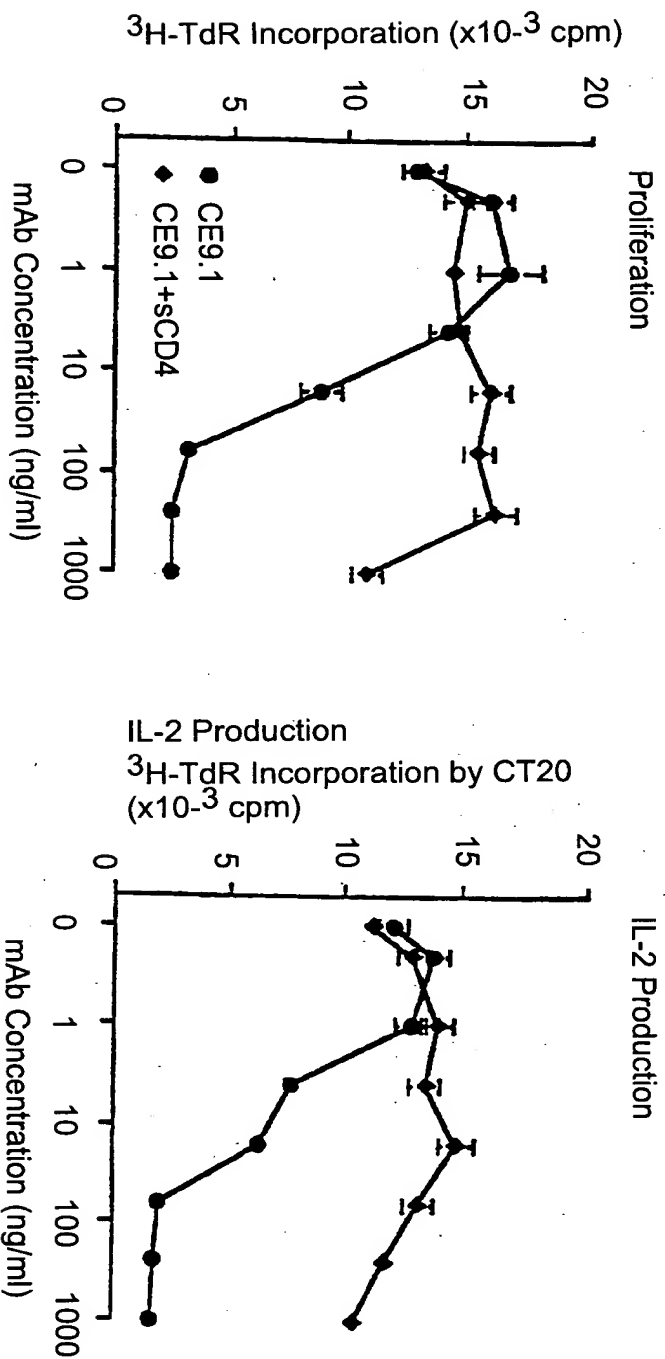 Proliferation
³H-TdR Incorporation (x10-³ cpm)
20
15
10
5
0
CE9.1
CE9.1+sCD4
0 1 10 100 1000
mAb Concentration (ng/ml)
IL-2 Production
IL-2 Production
³H-TdR Incorporation by CT20
(x10-³ cpm)
20
15
10
5
0
0 1 10 100 1000
mAb Concentration (ng/ml)